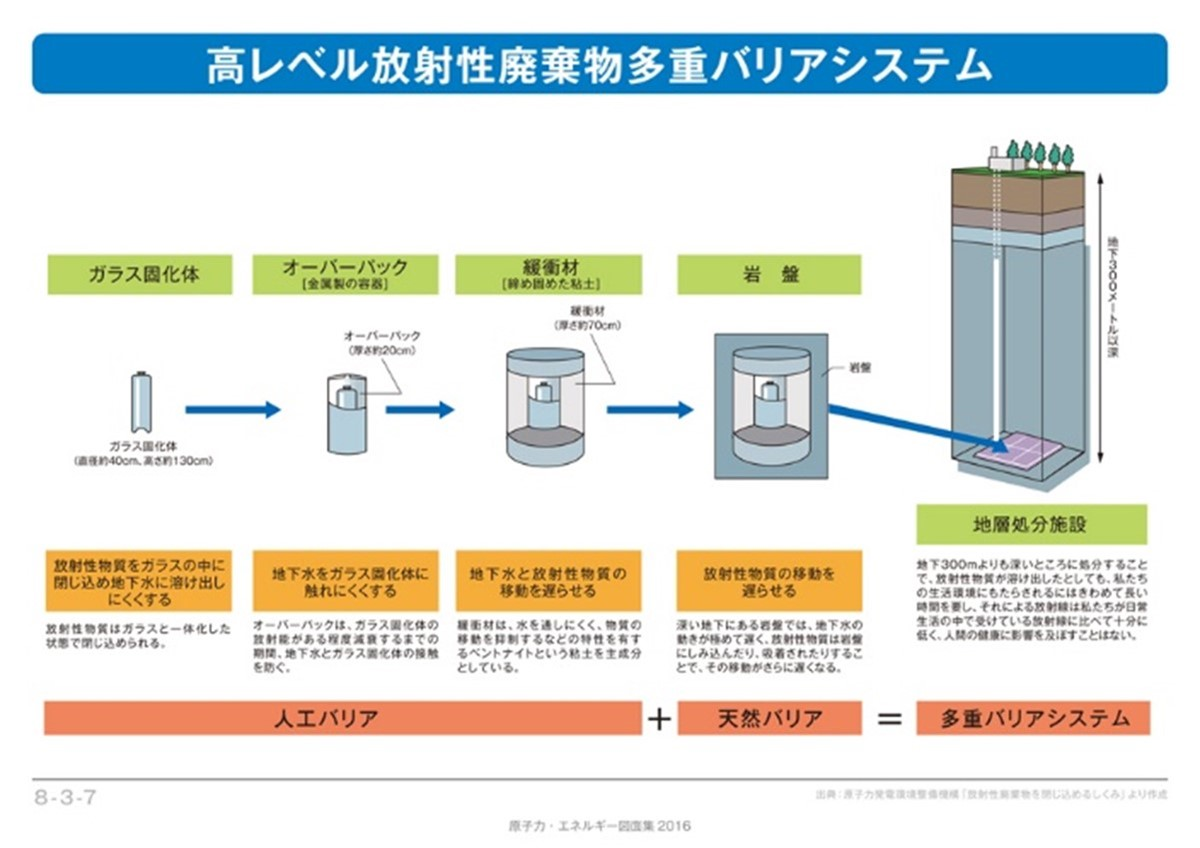 高レベル放射性廃棄物多重バリアシステム
ガラス固化体
オーバーパック
[金属製の容器]
緩衝材
[締め固めた粘土]
岩　盤
オーバーパック
(厚さ約20cm)
緩衝材
(厚さ約70cm)
岩盤
ガラス固化体
(直径約40cm、高さ約130cm)
地下300メートル以深
地層処分施設
放射性物質をガラスの中に
閉じ込め地下水に溶け出し
にくくする
地下水をガラス固化体に
触れにくくする
地下水と放射性物質の
移動を遅らせる
放射性物質の移動を
遅らせる
放射性物質はガラスと一体化した
状態で閉じ込められる。
オーバーパックは、ガラス固化体の
放射能がある程度減衰するまでの
期間、地下水とガラス固化体の接触
を防ぐ。
緩衝材は、水を通しにくく、物質の
移動を抑制するなどの特性を有す
るベントナイトという粘土を主成分
としている。
深い地下にある岩盤では、地下水の
動きが極めて遅く、放射性物質は岩盤
にしみ込んだり、吸着されたりするこ
とで、その移動がさらに遅くなる。
地下300mよりも深いところに処分すること
で、放射性物質が溶け出したとしても、私たち
の生活環境にもたらされるにはきわめて長い
時間を要し、それによる放射線は私たちが日常
生活の中で受けている放射線に比べて十分に
低く、人間の健康に影響を及ぼすことはない。
人工バリア
+
天然バリア
=
多重バリアシステム
8-3-7
出典：原子力発電環境整備機構「放射性廃棄物を閉じ込めるしくみ」より作成
原子力・エネルギー図面集2016